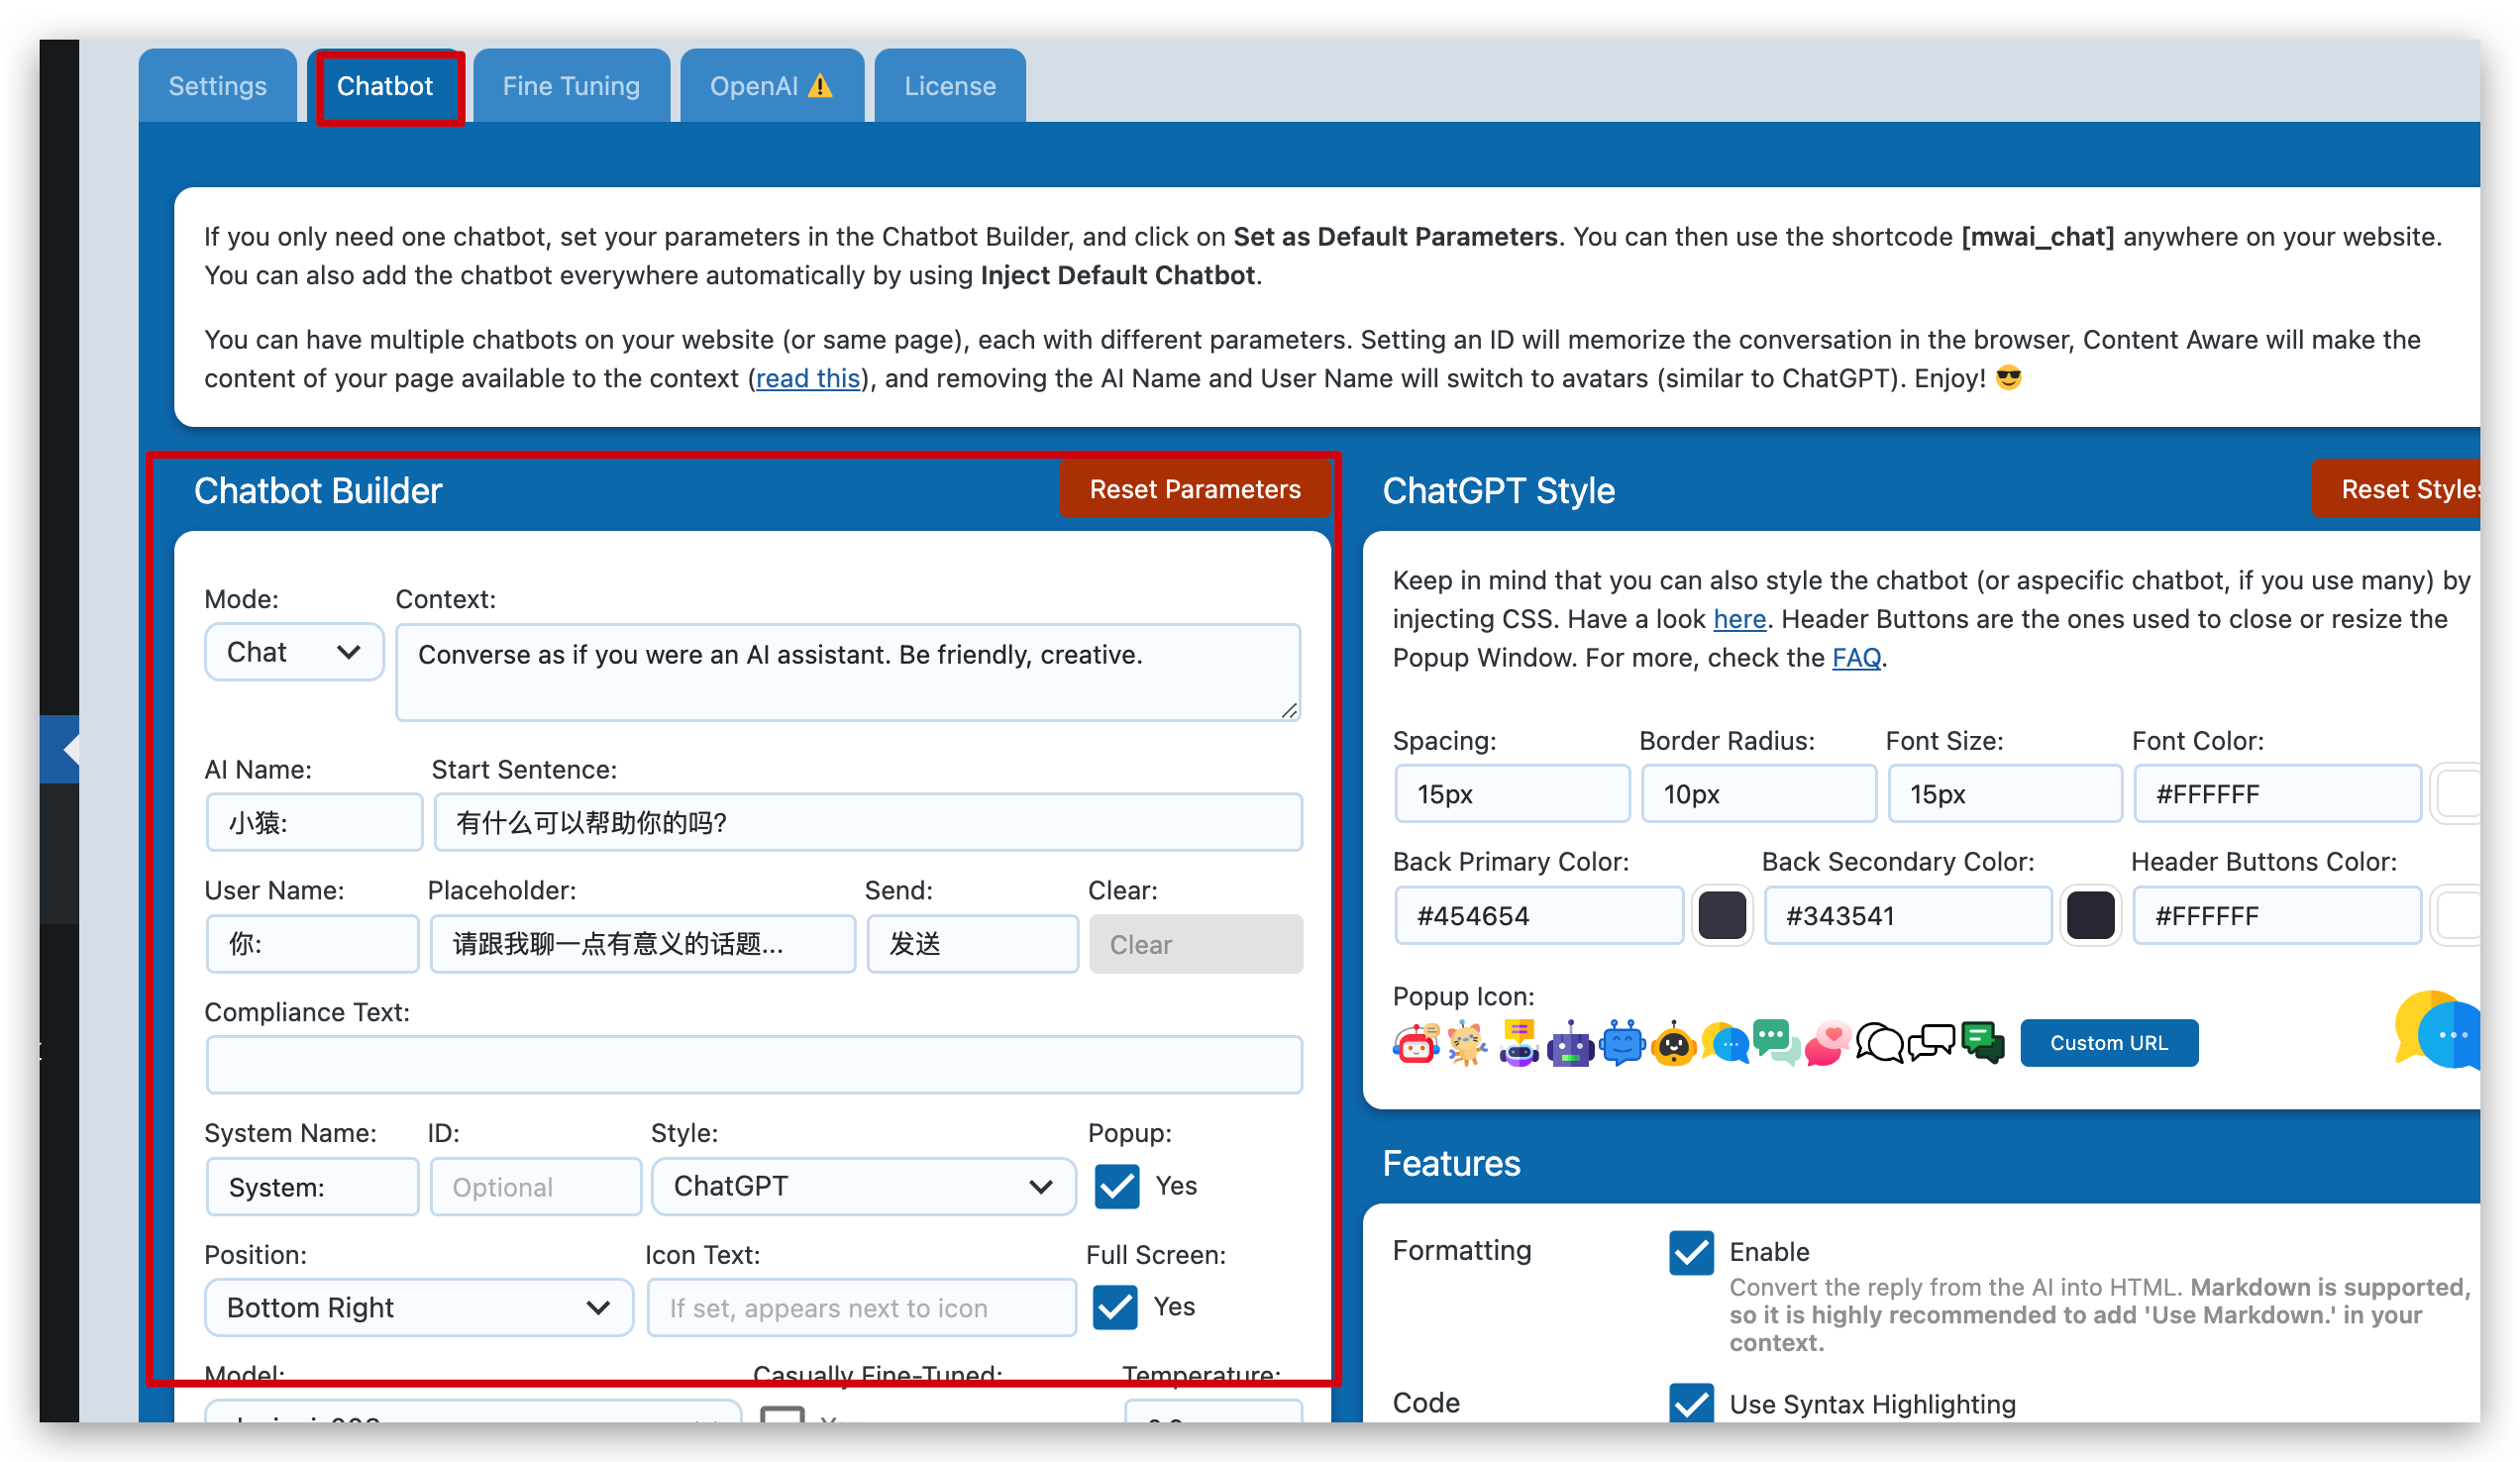 Settings
Chatbot
Fine Tuning
OpenAI
License
If you only need one chatbot, set your parameters in the Chatbot Builder, and click on Set as Default Parameters. You can then use the shortcode [mwai_chat] anywhere on your website.
You can also add the chatbot everywhere automatically by using Inject Default Chatbot.
You can have multiple chatbots on your website (or same page), each with different parameters. Setting an ID will memorize the conversation in the browser, Content Aware will make the
content of your page available to the context (read this), and removing the AI Name and User Name will switch to avatars (similar to ChatGPT). Enjoy! 😎
Chatbot Builder
Reset Parameters
Mode:
Context:
Chat
Converse as if you were an AI assistant. Be friendly, creative.
AI Name:
Start Sentence:
小猿:
有什么可以帮助你的吗?
User Name:
Placeholder:
Send:
Clear:
你:
请跟我聊一点有意义的话题...
发送
Clear
Compliance Text:
System Name:
ID:
Style:
Popup:
System:
Optional
ChatGPT
Yes
Position:
Icon Text:
Full Screen:
Bottom Right
If set, appears next to icon
Yes
Model:
Casually Fine-Tuned:
Temperature:
ChatGPT Style
Reset Styles
Keep in mind that you can also style the chatbot (or aspecific chatbot, if you use many) by
injecting CSS. Have a look here. Header Buttons are the ones used to close or resize the
Popup Window. For more, check the FAQ.
Spacing:
Border Radius:
Font Size:
Font Color:
15px
10px
15px
#FFFFFF
Back Primary Color:
Back Secondary Color:
Header Buttons Color:
#454654
#343541
#FFFFFF
Popup Icon:
Custom URL
Features
Formatting
Enable
Convert the reply from the AI into HTML. Markdown is supported,
so it is highly recommended to add 'Use Markdown.' in your
context.
Code
Use Syntax Highlighting